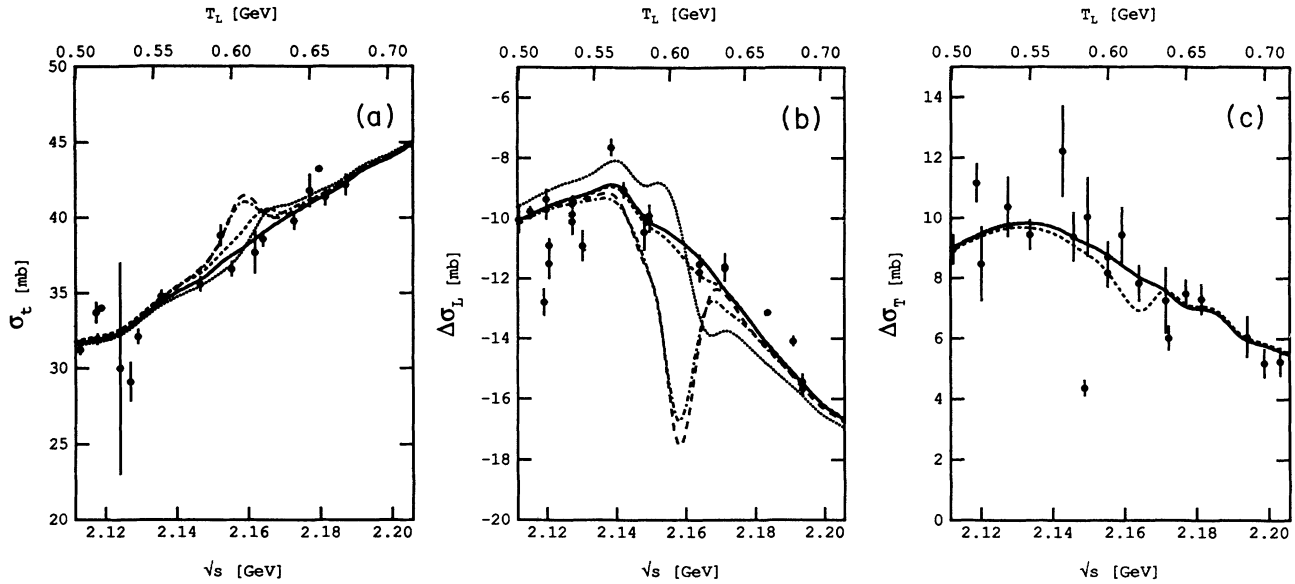 T_L [GeV]
0.50 0.55 0.60 0.65 0.70
50
45
40
35
30
25
20
(a)
σ_t [mb]
2.12 2.14 2.16 2.18 2.20
√s [GeV]
T_L [GeV]
0.50 0.55 0.60 0.65 0.70
-6
-8
-10
-12
-14
-16
-18
-20
(b)
Δσ_L [mb]
2.12 2.14 2.16 2.18 2.20
√s [GeV]
T_L [GeV]
0.50 0.55 0.60 0.65 0.70
14
12
10
8
6
4
2
0
(c)
Δσ_T [mb]
2.12 2.14 2.16 2.18 2.20
√s [GeV]